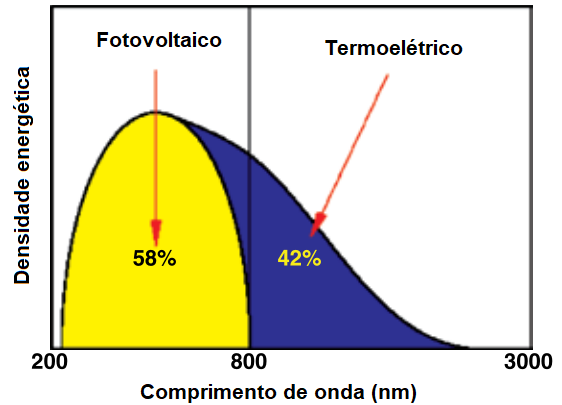 Fotovoltaico
Termoelétrico
Densidade energética
58%
42%
200
800
3000
Comprimento de onda (nm)